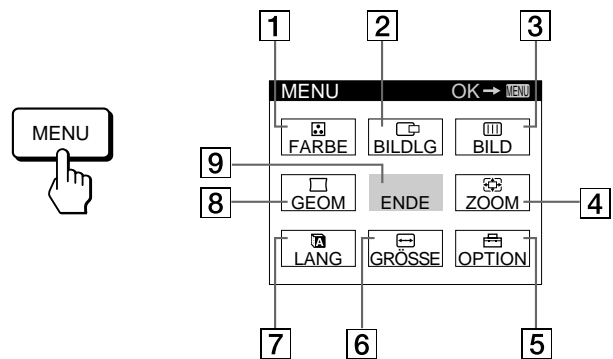 1 2 3
MENU OK → MENU
MENU
FARBE BILDLG BILD
9
8 GEOM ENDE ZOOM 4
LANG GRÖSSE OPTION
7 6 5